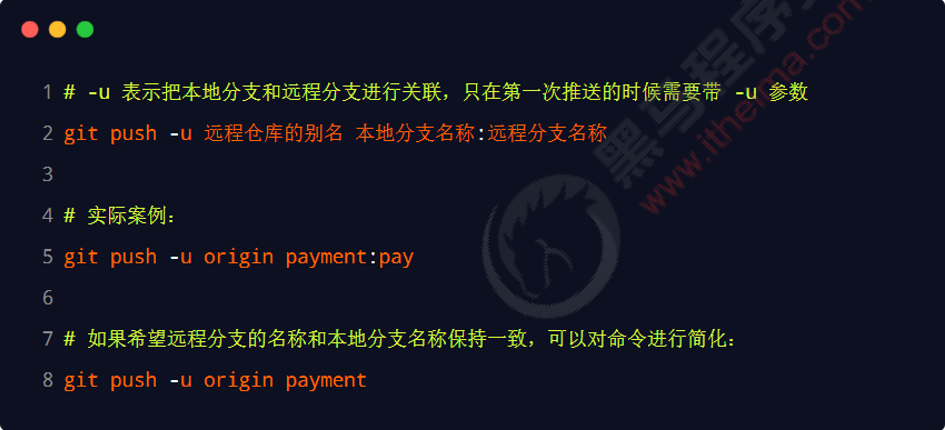 1 # -u 表示把本地分支和远程分支进行关联，只在第一次推送的时候需要带 -u 参数
2 git push -u 远程仓库的别名 本地分支名称:远程分支名称
3
4 # 实际案例：
5 git push -u origin payment:pay
6
7 # 如果希望远程分支的名称和本地分支名称保持一致，可以对命令进行简化：
8 git push -u origin payment
黑马程序
www.itheima.com